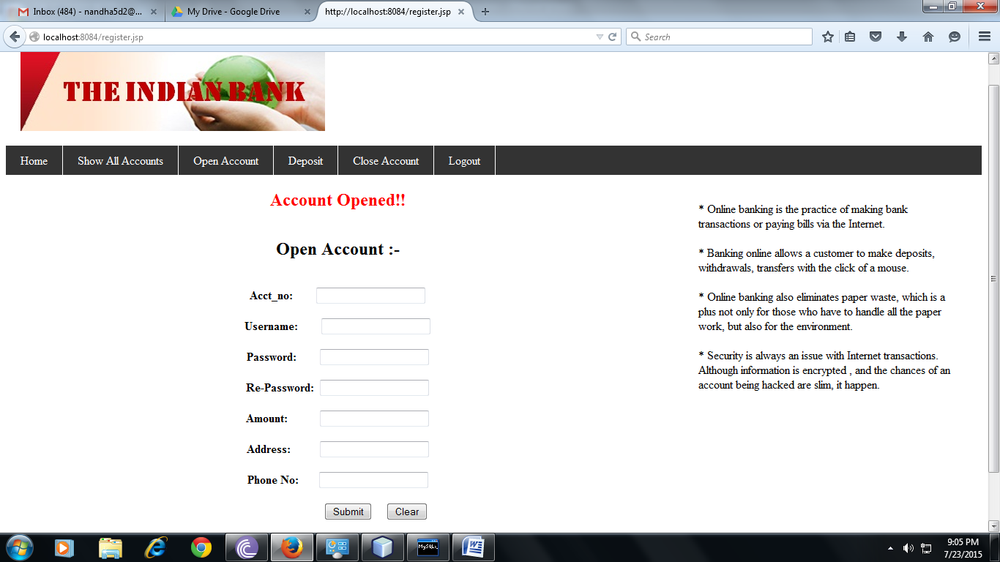 Inbox (484) - nandha5d2@...
My Drive - Google Drive
http://localhost:8084/register.jsp
localhost:8084/register.jsp
Search
THE INDIAN BANK
Home
Show All Accounts
Open Account
Deposit
Close Account
Logout
Account Opened!!
Open Account :-
Acct_no:
Username:
Password:
Re-Password:
Amount:
Address:
Phone No:
Submit
Clear
* Online banking is the practice of making bank
transactions or paying bills via the Internet.
* Banking online allows a customer to make deposits,
withdrawals, transfers with the click of a mouse.
* Online banking also eliminates paper waste, which is a
plus not only for those who have to handle all the paper
work, but also for the environment.
* Security is always an issue with Internet transactions.
Although information is encrypted , and the chances of an
account being hacked are slim, it happen.
MySQL
9:05 PM
7/23/2015